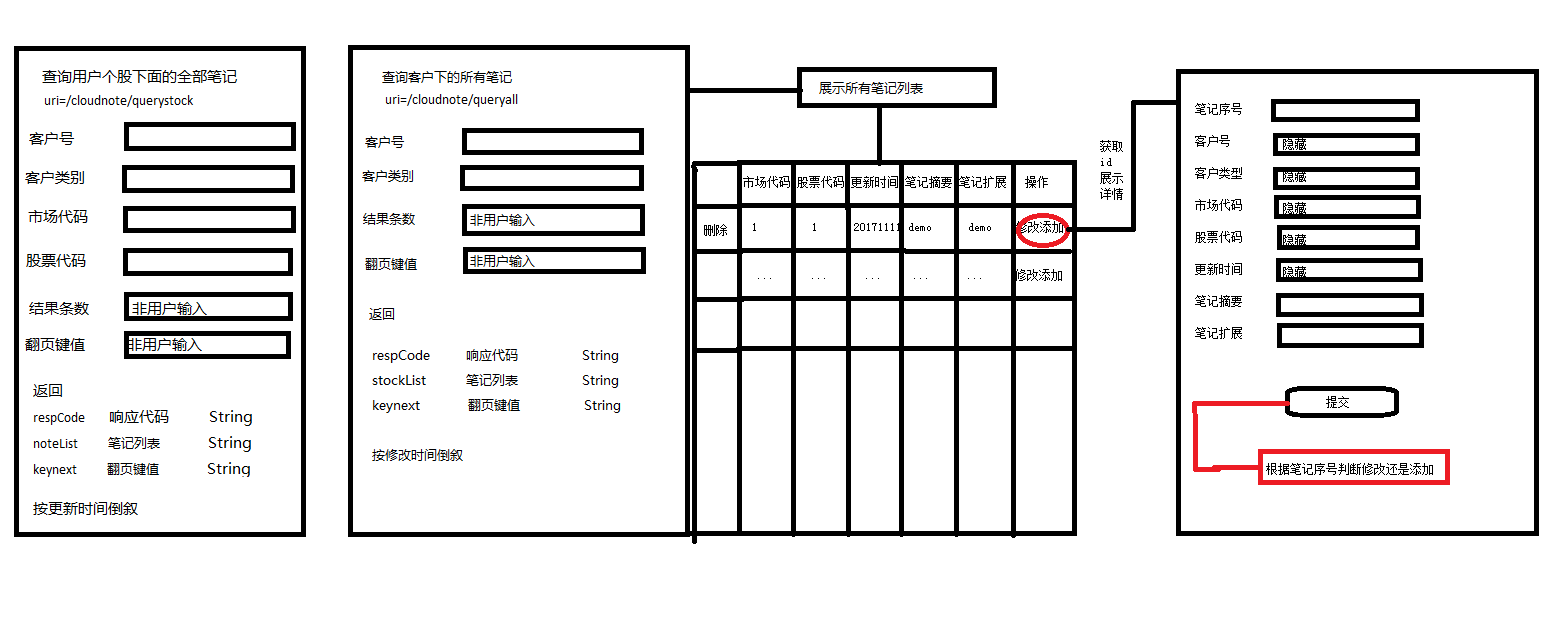 查询用户个股下面的全部笔记
uri=/cloudnote/querystock
客户号
客户类别
市场代码
股票代码
结果条数 非用户输入
翻页键值 非用户输入
返回
respCode 响应代码 String
noteList 笔记列表 String
keynext 翻页键值 String
按更新时间倒叙
查询客户下的所有笔记
uri=/cloudnote/queryall
客户号
客户类别
结果条数 非用户输入
翻页键值 非用户输入
返回
respCode 响应代码 String
stockList 笔记列表 String
keynext 翻页键值 String
按修改时间倒叙
展示所有笔记列表
市场代码 股票代码 更新时间 笔记摘要 笔记扩展 操作
删除 1 1 20171111 demo demo 修改添加
... ... ... ... ... 修改添加
获取
id
展示
详情
笔记序号
客户号 隐藏
客户类型 隐藏
市场代码 隐藏
股票代码 隐藏
更新时间 隐藏
笔记摘要
笔记扩展
提交
根据笔记序号判断修改还是添加